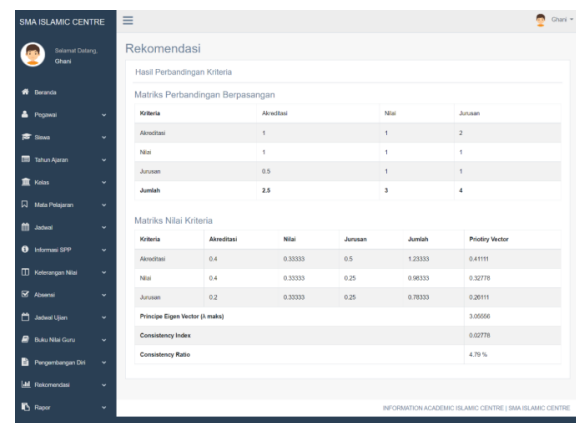 SMA ISLAMIC CENTRE
Ghani
Selamat Datang,
Ghani
Beranda
Pegawai
Siswa
Tahun Ajaran
Kelas
Mata Pelajaran
Jadwal
Informasi SPP
Keterangan Nilai
Absensi
Jadwal Ujian
Buku Nilai Guru
Pengembangan Diri
Rekomendasi
Rapor
Rekomendasi
Hasil Perbandingan Kriteria
Matriks Perbandingan Berpasangan
Kriteria Akreditasi Nilai Jurusan
Akreditasi 1 1 2
Nilai 1 1 1
Jurusan 0.5 1 1
Jumlah 2.5 3 4
Matriks Nilai Kriteria
Kriteria Akreditasi Nilai Jurusan Jumlah Priotiry Vector
Akreditasi 0.4 0.33333 0.5 1.23333 0.41111
Nilai 0.4 0.33333 0.25 0.98333 0.32778
Jurusan 0.2 0.33333 0.25 0.78333 0.26111
Principe Eigen Vector (λ maks) 3.05556
Consistency Index 0.02778
Consistency Ratio 4.79 %
INFORMATION ACADEMIC ISLAMIC CENTRE | SMA ISLAMIC CENTRE